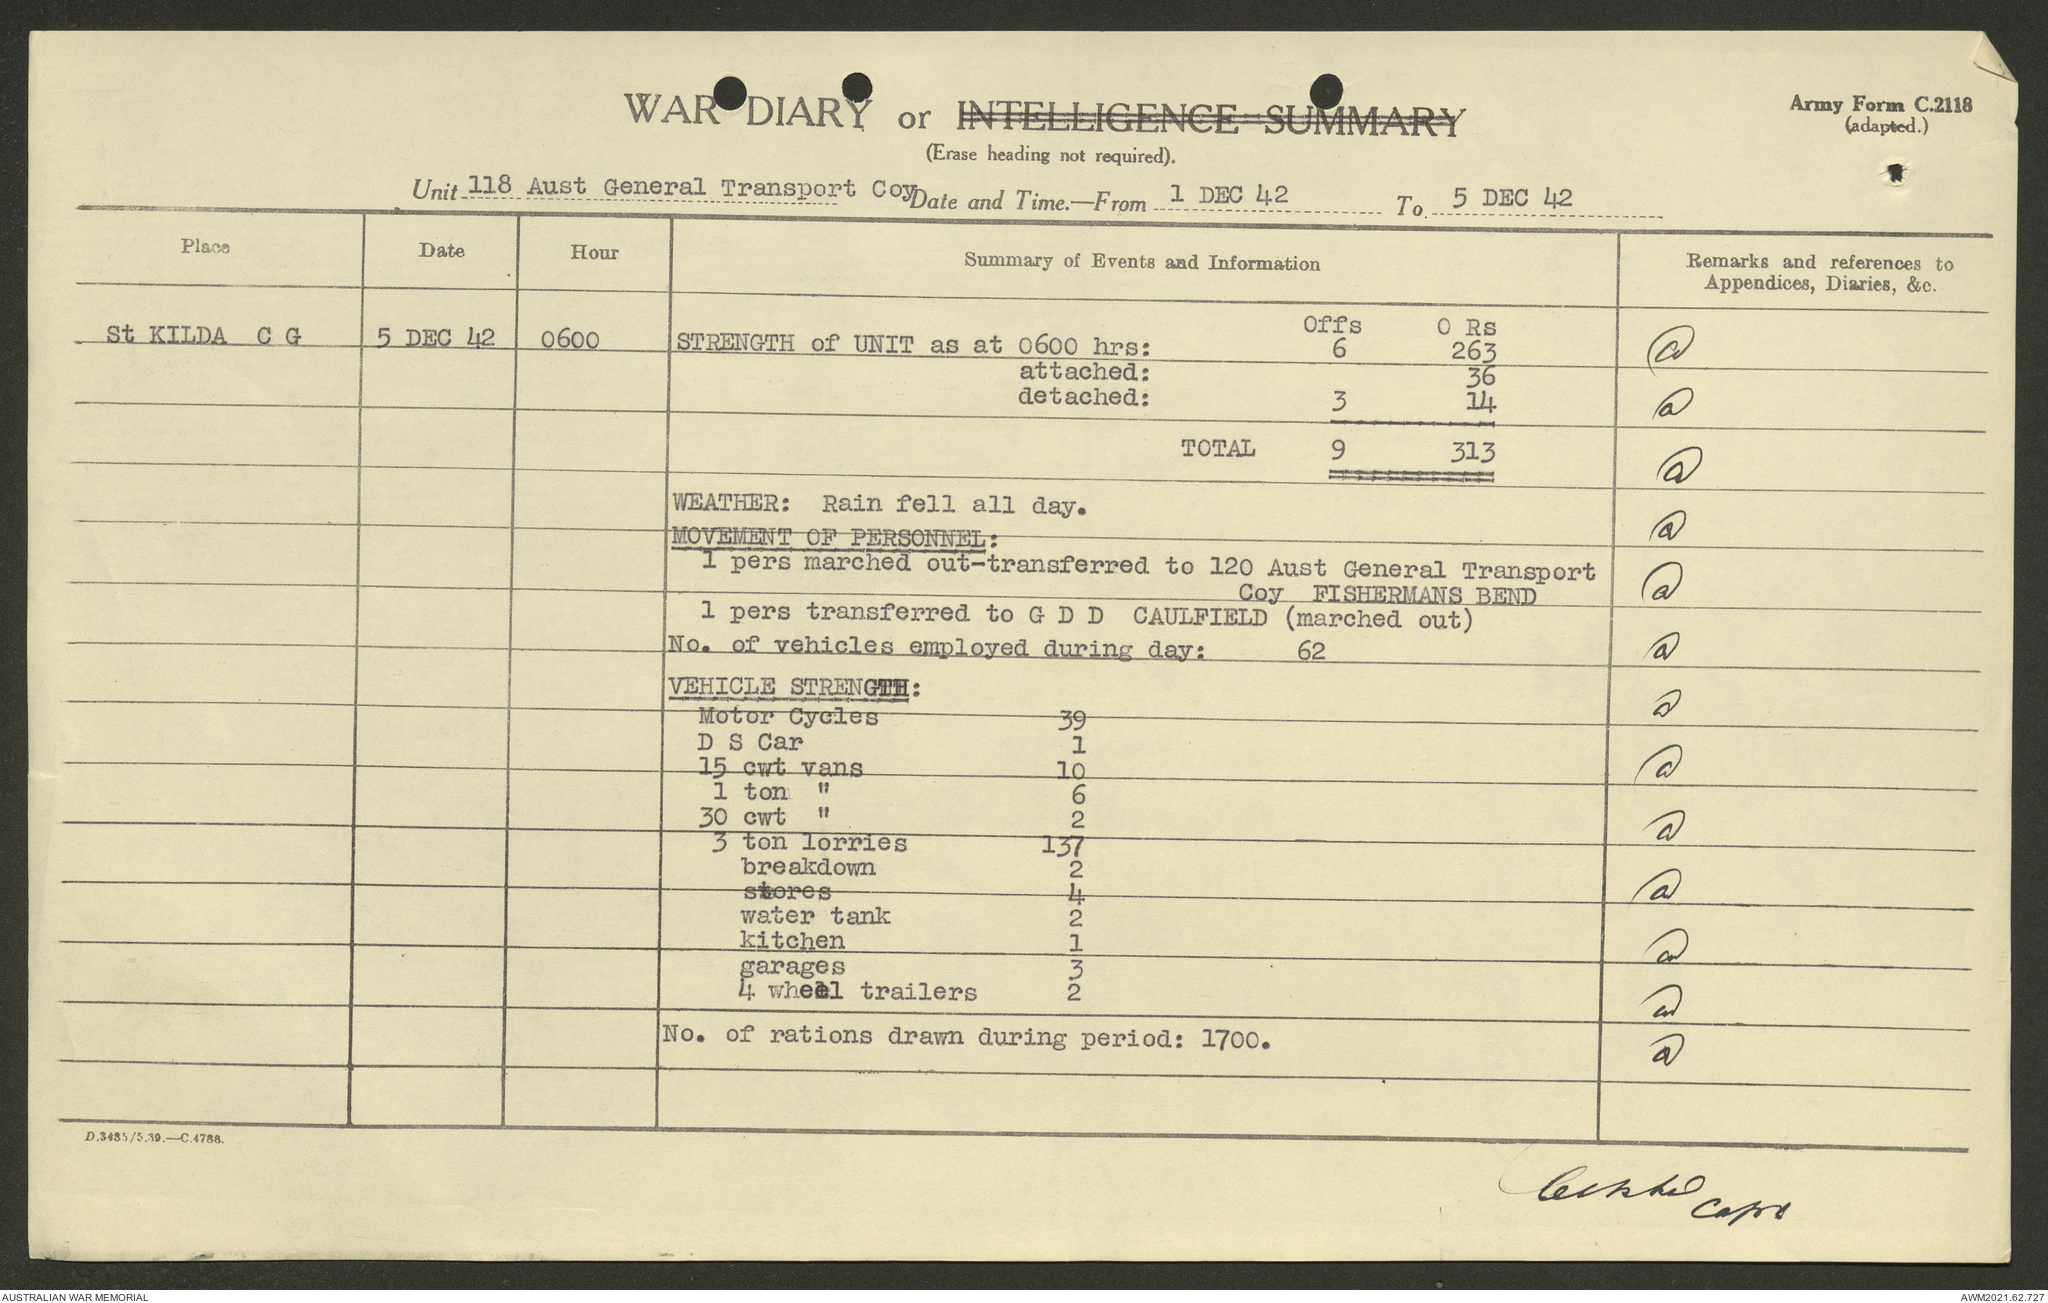 WAR DIARY or INTELLIGENCE SUMMARY
(Erase heading not required).
Army Form C.2118
(adapted.)
Unit 118 Aust General Transport Coy Date and Time.—From 1 DEC 42 To 5 DEC 42
Place Date Hour Summary of Events and Information Remarks and references to
Appendices, Diaries, &c.
Offs O Rs
St KILDA C G 5 DEC 42 0600 STRENGTH of UNIT as at 0600 hrs: 6 263
attached: 36
detached: 3 14
TOTAL 9 313
WEATHER: Rain fell all day.
MOVEMENT OF PERSONNEL:
1 pers marched out-transferred to 120 Aust General Transport
Coy FISHERMANS BEND
1 pers transferred to G D D CAULFIELD (marched out)
No. of vehicles employed during day: 62
VEHICLE STRENGTH:
Motor Cycles 39
D S Car 1
15 cwt vans 10
1 ton " 6
30 cwt " 2
3 ton lorries 137
breakdown 2
stores 4
water tank 2
kitchen 1
garages 3
4 wheel trailers 2
No. of rations drawn during period: 1700.
D.3485/5.39.—C.4786.
Capt
AUSTRALIAN WAR MEMORIAL
AWM2021.62.727